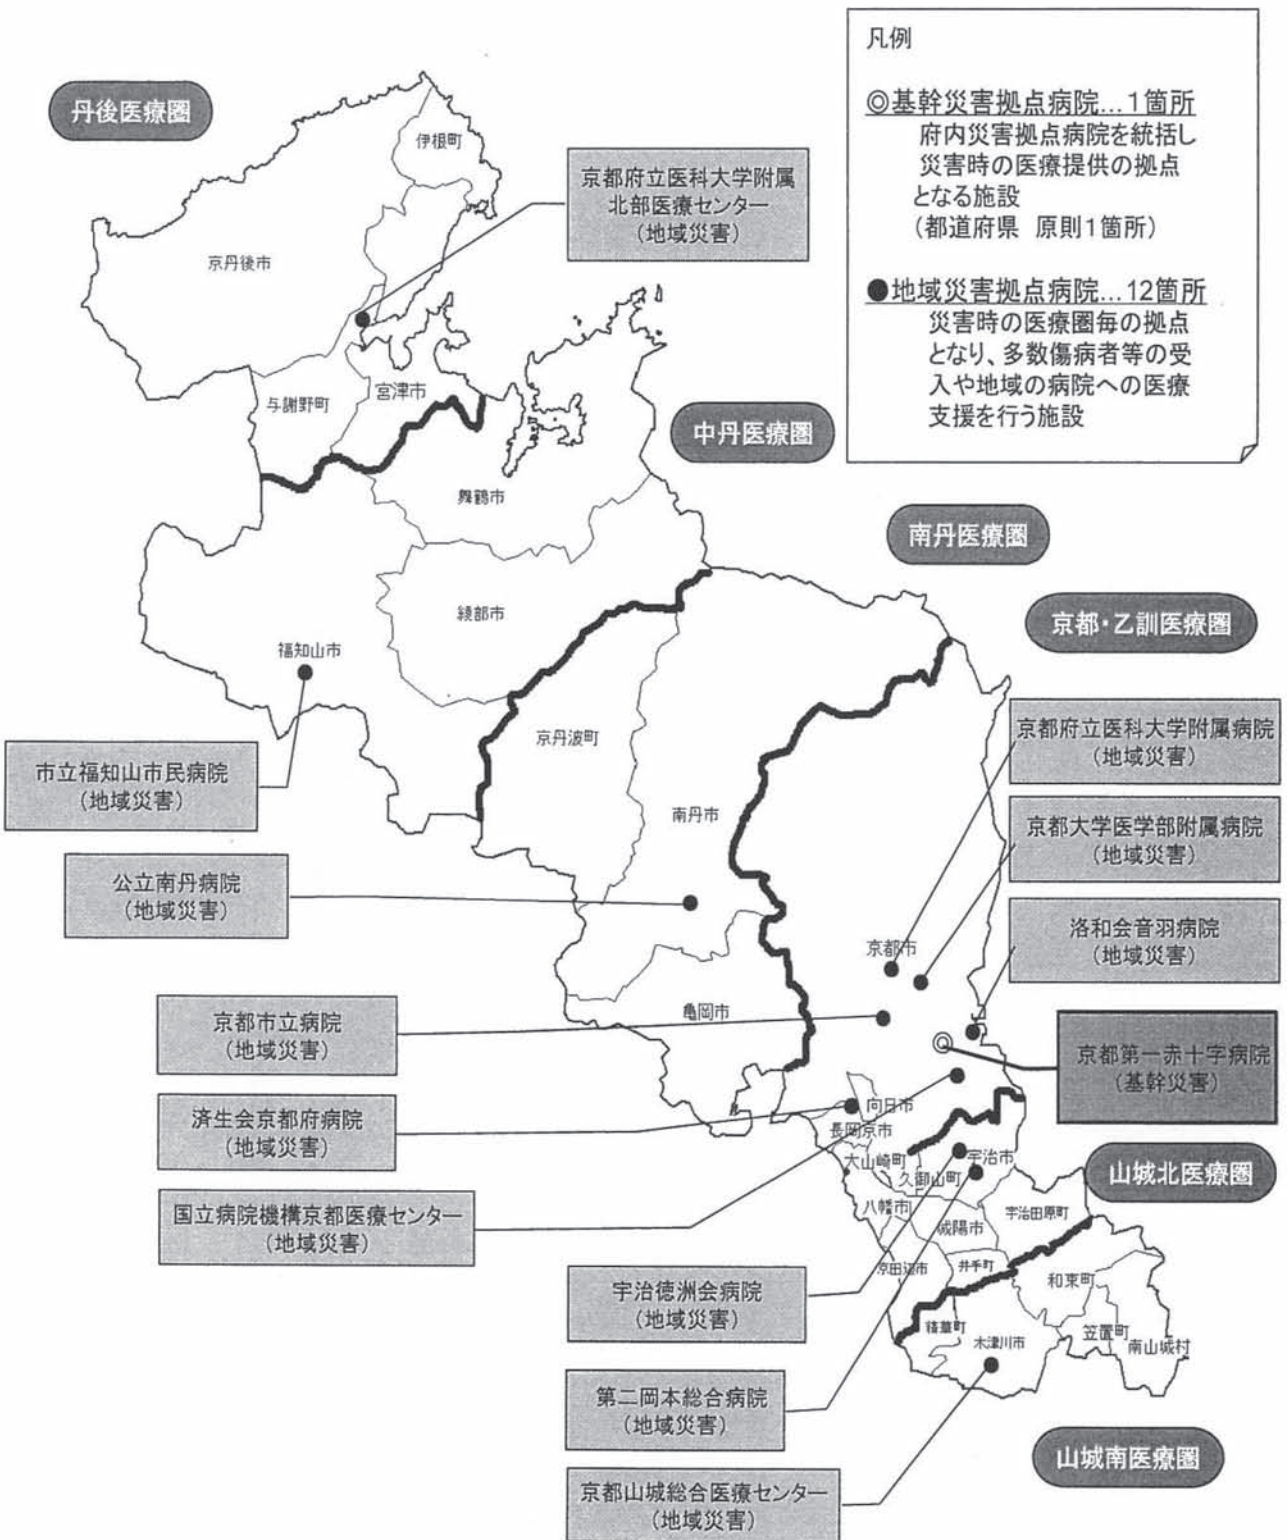 凡例
◎基幹災害拠点病院…1箇所
府内災害拠点病院を統括し
災害時の医療提供の拠点
となる施設
(都道府県 原則1箇所)
●地域災害拠点病院…12箇所
災害時の医療圏毎の拠点
となり、多数傷病者等の受
入や地域の病院への医療
支援を行う施設
丹後医療圏
伊根町
京都府立医科大学附属
北部医療センター
(地域災害)
京丹後市
与謝野町
宮津市
中丹医療圏
舞鶴市
南丹医療圏
綾部市
京都・乙訓医療圏
福知山市
京丹波町
京都府立医科大学附属病院
(地域災害)
市立福知山市民病院
(地域災害)
南丹市
京都大学医学部附属病院
(地域災害)
公立南丹病院
(地域災害)
洛和会音羽病院
(地域災害)
京都市
亀岡市
京都市立病院
(地域災害)
京都第一赤十字病院
(基幹災害)
済生会京都府病院
(地域災害)
向日市
長岡京市
大山崎町
久御山町
宇治市
山城北医療圏
国立病院機構京都医療センター
(地域災害)
八幡市
城陽市
宇治田原町
京田辺市
井手町
和束町
宇治徳洲会病院
(地域災害)
精華町
木津川市
笠置町
南山城村
第二岡本総合病院
(地域災害)
山城南医療圏
京都山城総合医療センター
(地域災害)